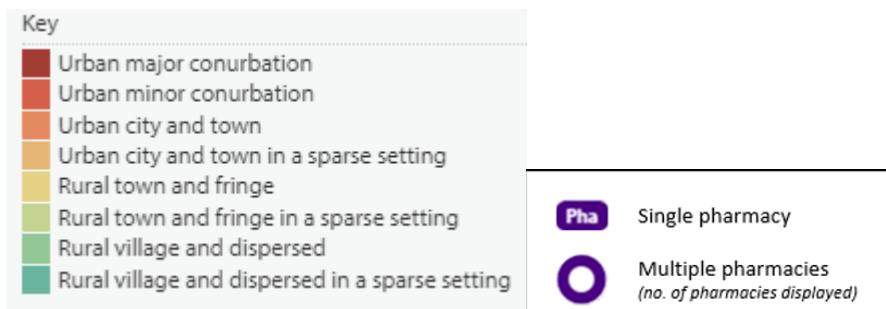 Key
Urban major conurbation
Urban minor conurbation
Urban city and town
Urban city and town in a sparse setting
Rural town and fringe
Rural town and fringe in a sparse setting
Rural village and dispersed
Rural village and dispersed in a sparse setting
Pha Single pharmacy
Multiple pharmacies
(no. of pharmacies displayed)